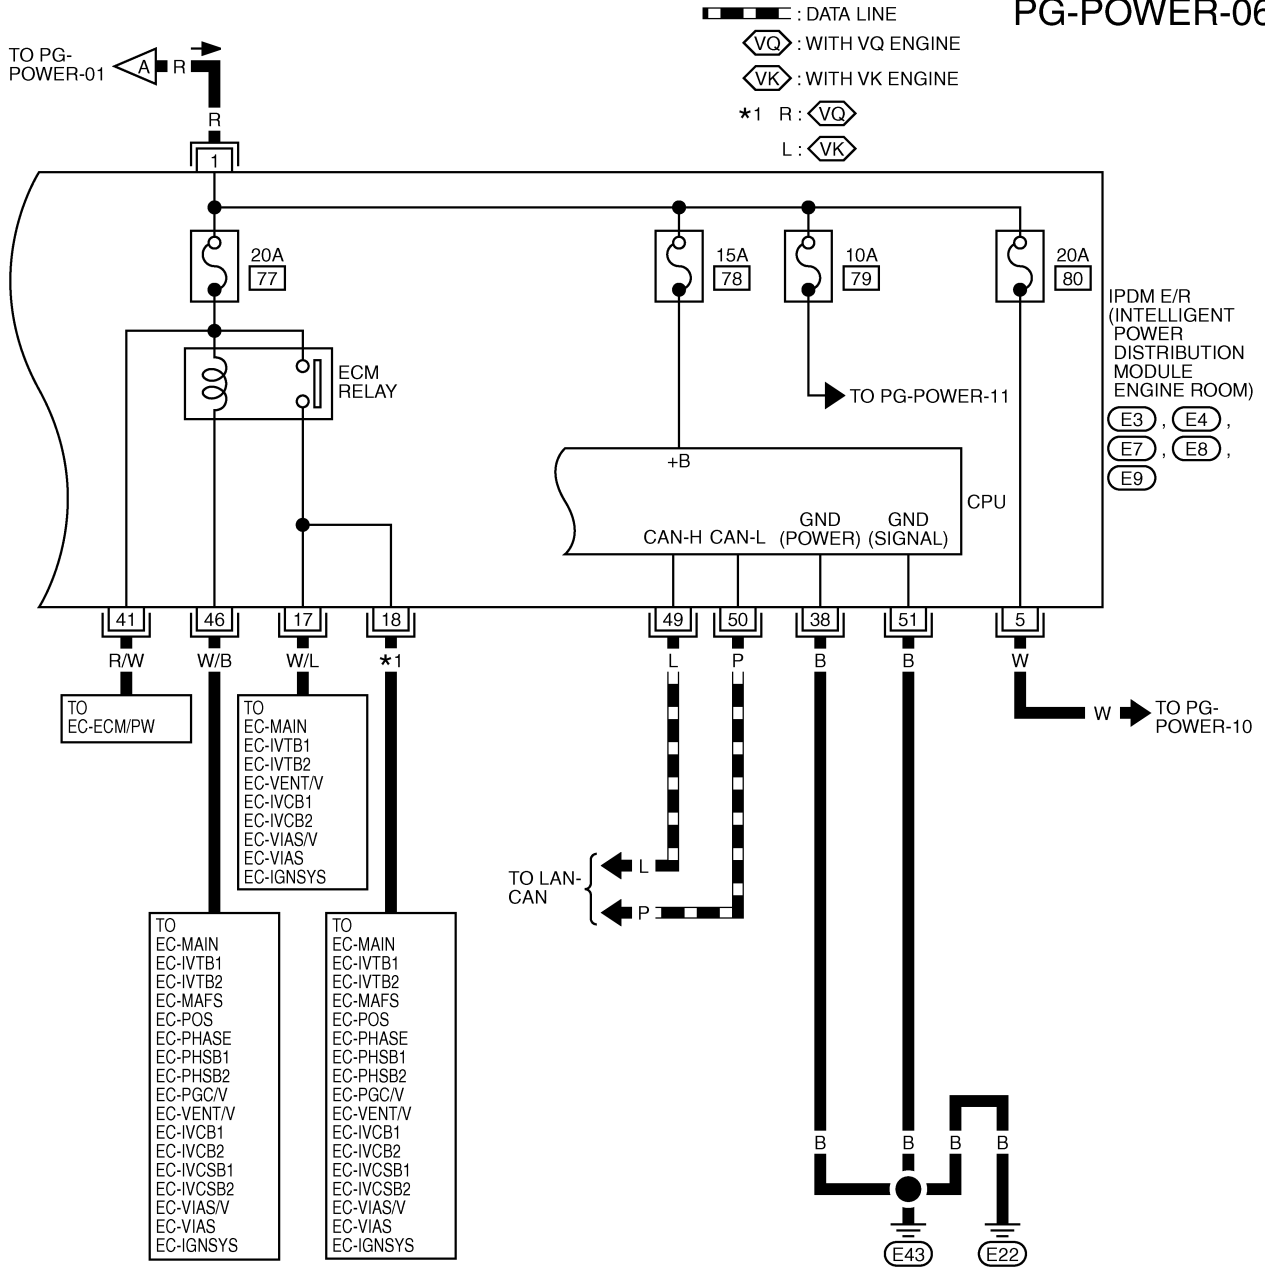 PG-POWER-06
: DATA LINE
VQ : WITH VQ ENGINE
VK : WITH VK ENGINE
*1 R : VQ
L : VK
TO PG-
POWER-01
A R
R
1
20A
77
15A
78
10A
79
20A
80
ECM
RELAY
TO PG-POWER-11
IPDM E/R
(INTELLIGENT
POWER
DISTRIBUTION
MODULE
ENGINE ROOM)
E3 , E4 ,
E7 , E8 ,
E9
+B
CPU
CAN-H CAN-L GND (POWER) GND (SIGNAL)
41 46 17 18 49 50 38 51 5
R/W W/B W/L *1 L P B B W
TO
EC-ECM/PW
TO
EC-MAIN
EC-IVTB1
EC-IVTB2
EC-VENT/V
EC-IVCB1
EC-IVCB2
EC-VIAS/V
EC-VIAS
EC-IGNSYS
W TO PG-
POWER-10
TO LAN-
CAN
L
P
TO
EC-MAIN
EC-IVTB1
EC-IVTB2
EC-MAFS
EC-POS
EC-PHASE
EC-PHSB1
EC-PHSB2
EC-PGC/V
EC-VENT/V
EC-IVCB1
EC-IVCB2
EC-IVCSB1
EC-IVCSB2
EC-VIAS/V
EC-VIAS
EC-IGNSYS
TO
EC-MAIN
EC-IVTB1
EC-IVTB2
EC-MAFS
EC-POS
EC-PHASE
EC-PHSB1
EC-PHSB2
EC-PGC/V
EC-VENT/V
EC-IVCB1
EC-IVCB2
EC-IVCSB1
EC-IVCSB2
EC-VIAS/V
EC-VIAS
EC-IGNSYS
B B B B
E43 E22